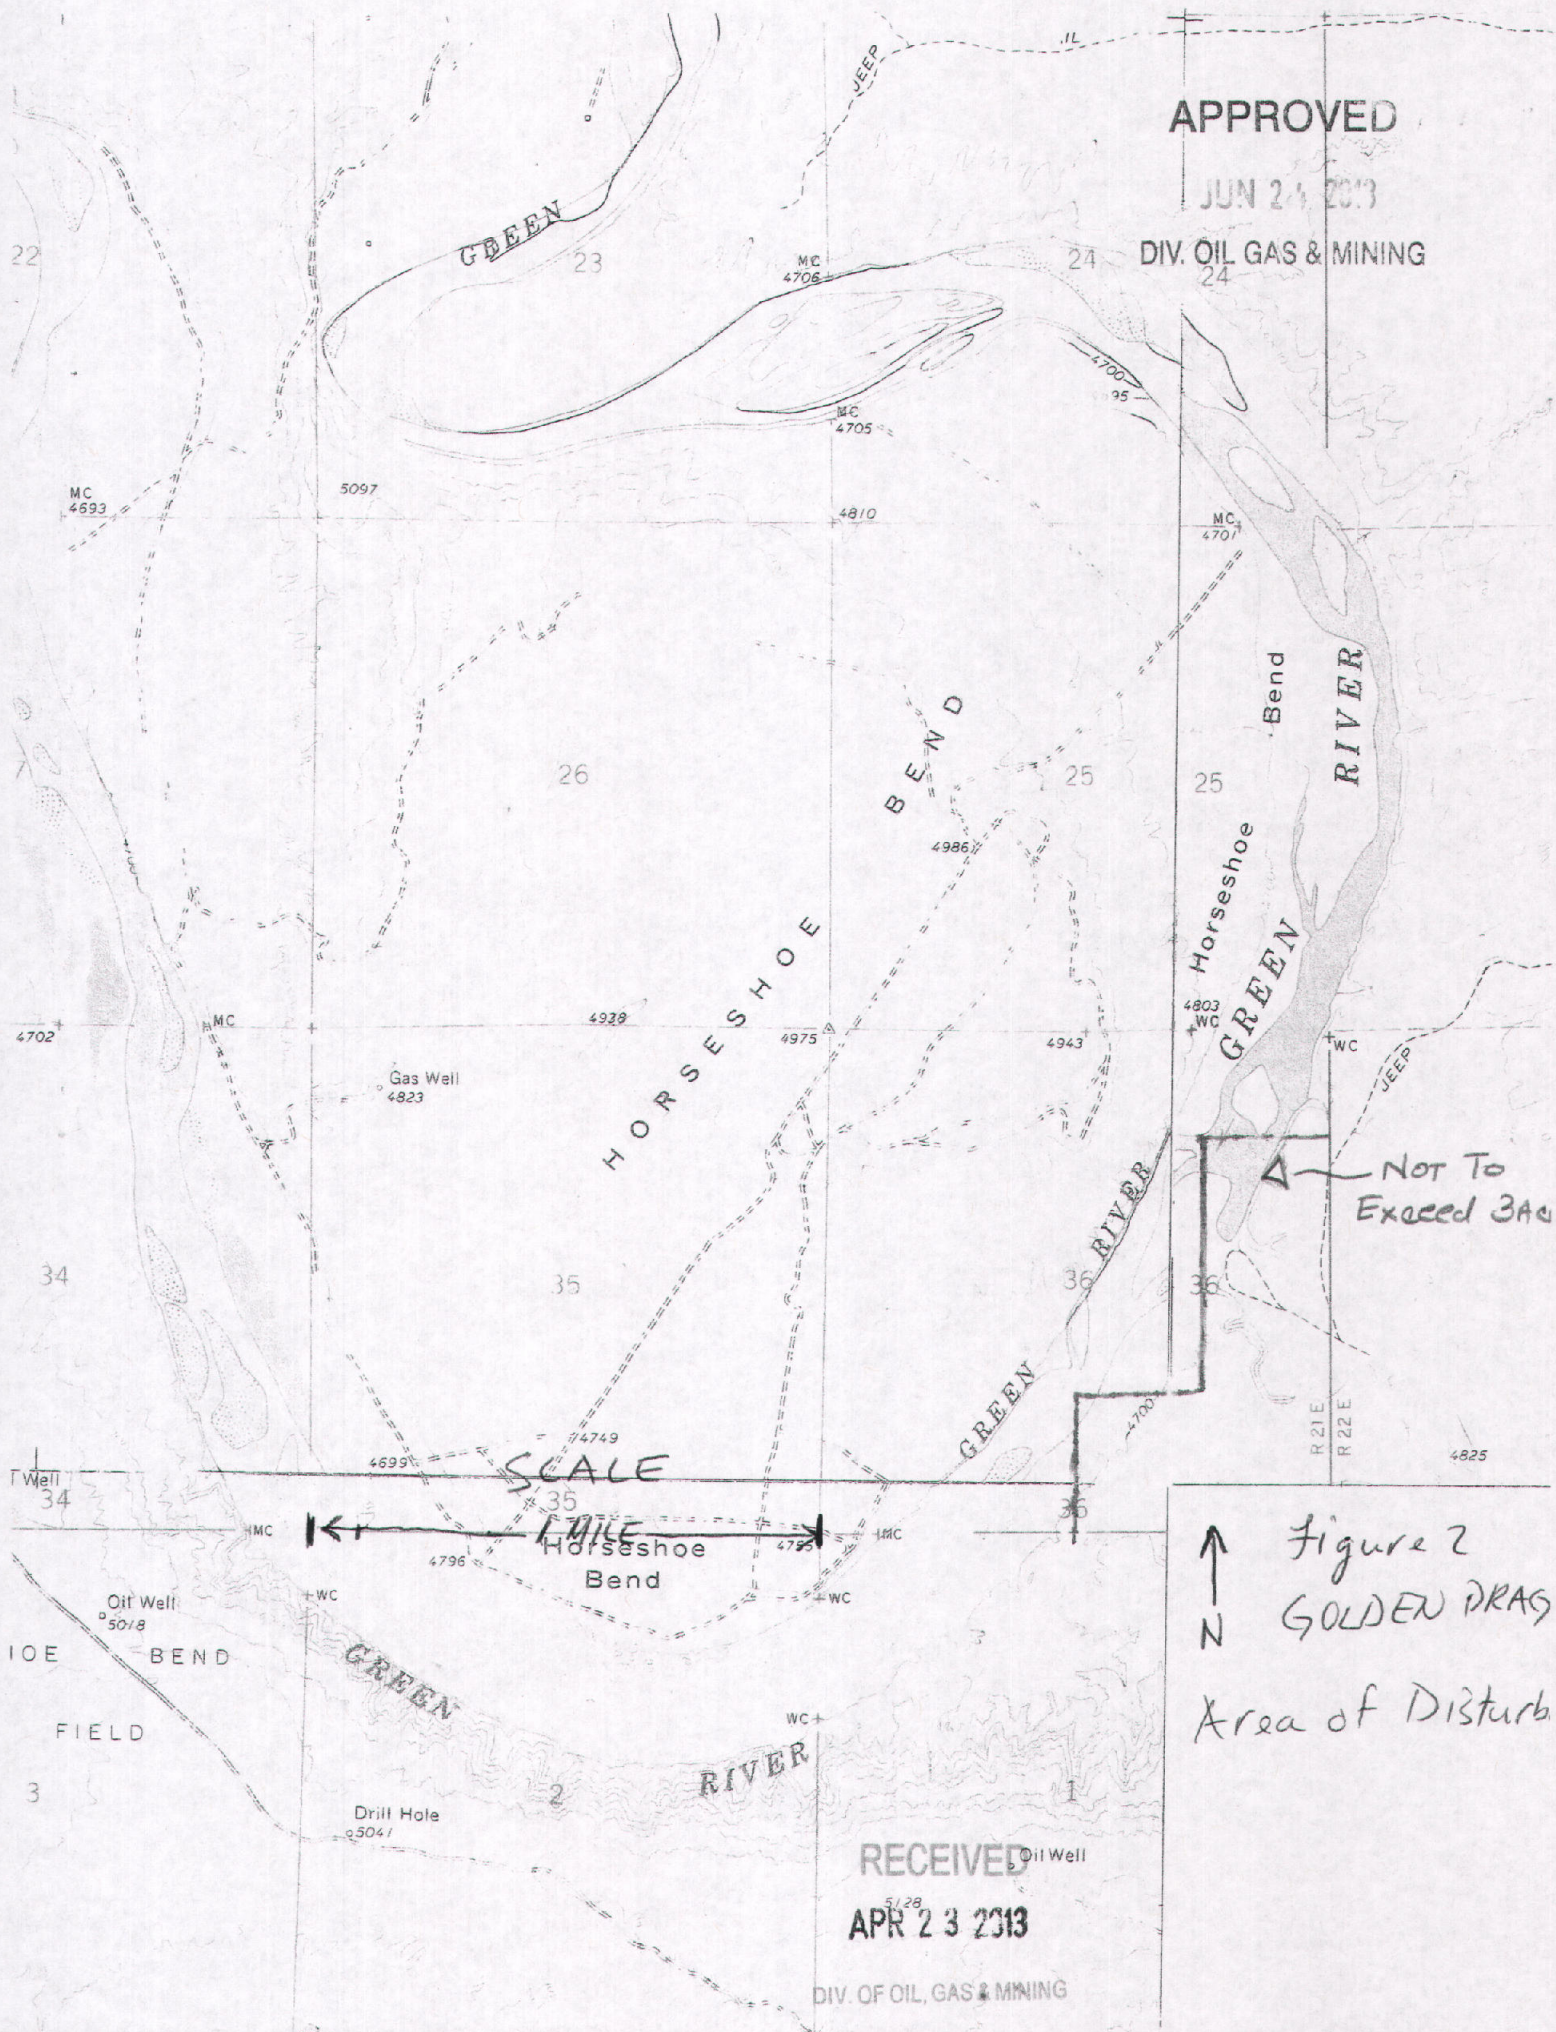 JEEP
APPROVED
JUN 24 2013
DIV. OIL GAS & MINING
22
GREEN
23
MC
4706
24
24
4700
95
MC
4705
5097
MC
4693
4810
MC
4701
Bend
RIVER
BEND
26
25
25
4986
Horseshoe
HORSESHOE
GREEN
4702
MC
4938
4975
4943
4803
WC
WC
JEEP
Gas Well
4823
RIVER
NOT TO
Exceed 3Ac
34
35
36
36
GREEN
4700
R21E
R22E
4749
4699
4825
SCALE
Well
34
35
36
MC
1 MILE
MC
Horseshoe
Bend
4796
4795
WC
WC
Oil Well
5018
Figure 2
GOLDEN DRAG
N
IOE BEND
FIELD
GREEN
WC
RIVER
Area of Disturb
3
2
1
Drill Hole
5041
RECEIVED
Oil Well
5128
APR 23 2013
DIV. OF OIL, GAS & MINING